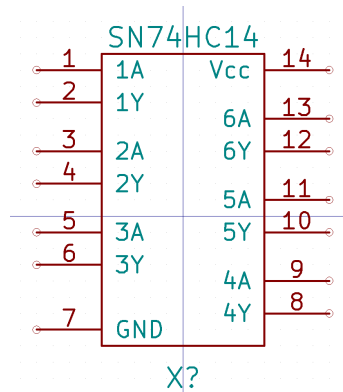 SN74HC14
1 1A Vcc 14
2 1Y
6A 13
3 2A 6Y 12
4 2Y
5A 11
5 3A 5Y 10
6 3Y
4A 9
4Y 8
7 GND
X?